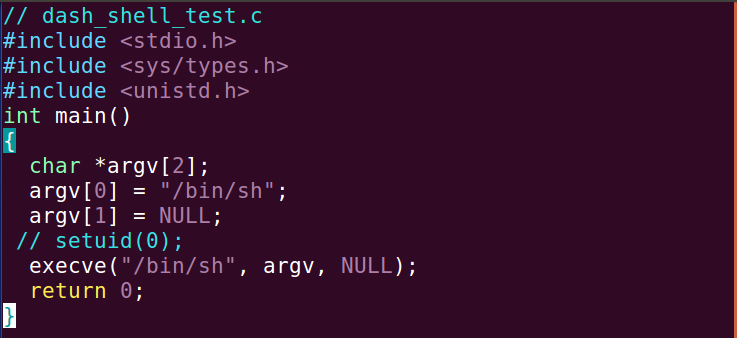 // dash_shell_test.c
#include <stdio.h>
#include <sys/types.h>
#include <unistd.h>
int main()
{
  char *argv[2];
  argv[0] = "/bin/sh";
  argv[1] = NULL;
 // setuid(0);
  execve("/bin/sh", argv, NULL);
  return 0;
}